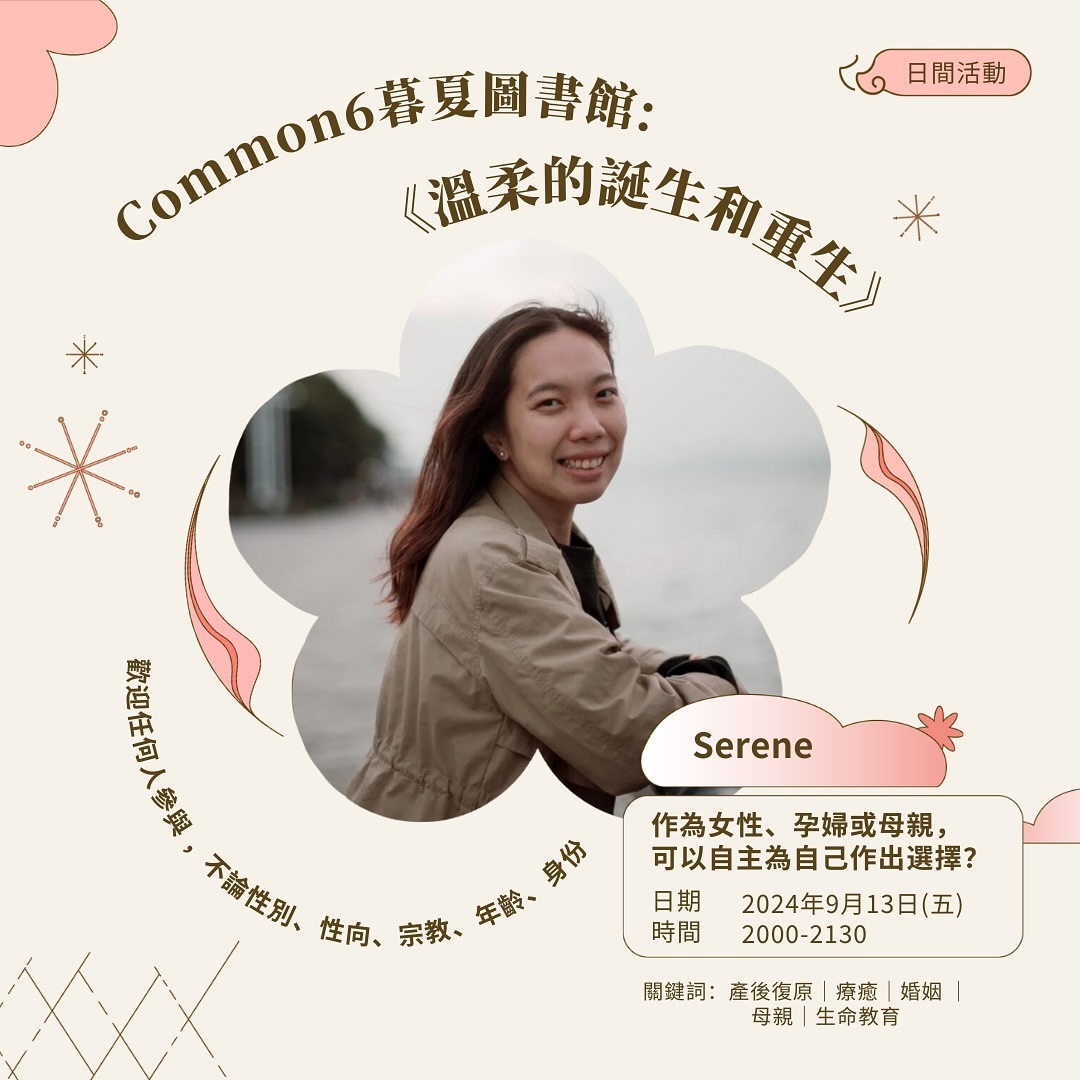 日間活動
Common6暮夏圖書館:
《溫柔的誕生和重生》
歡迎任何人參與，不論性別、性向、宗教、年齡、身份
Serene
作為女性、孕婦或母親，
可以自主為自己作出選擇？
日期 2024年9月13日(五)
時間 2000-2130
關鍵詞：產後復原｜療癒｜婚姻｜
母親｜生命教育